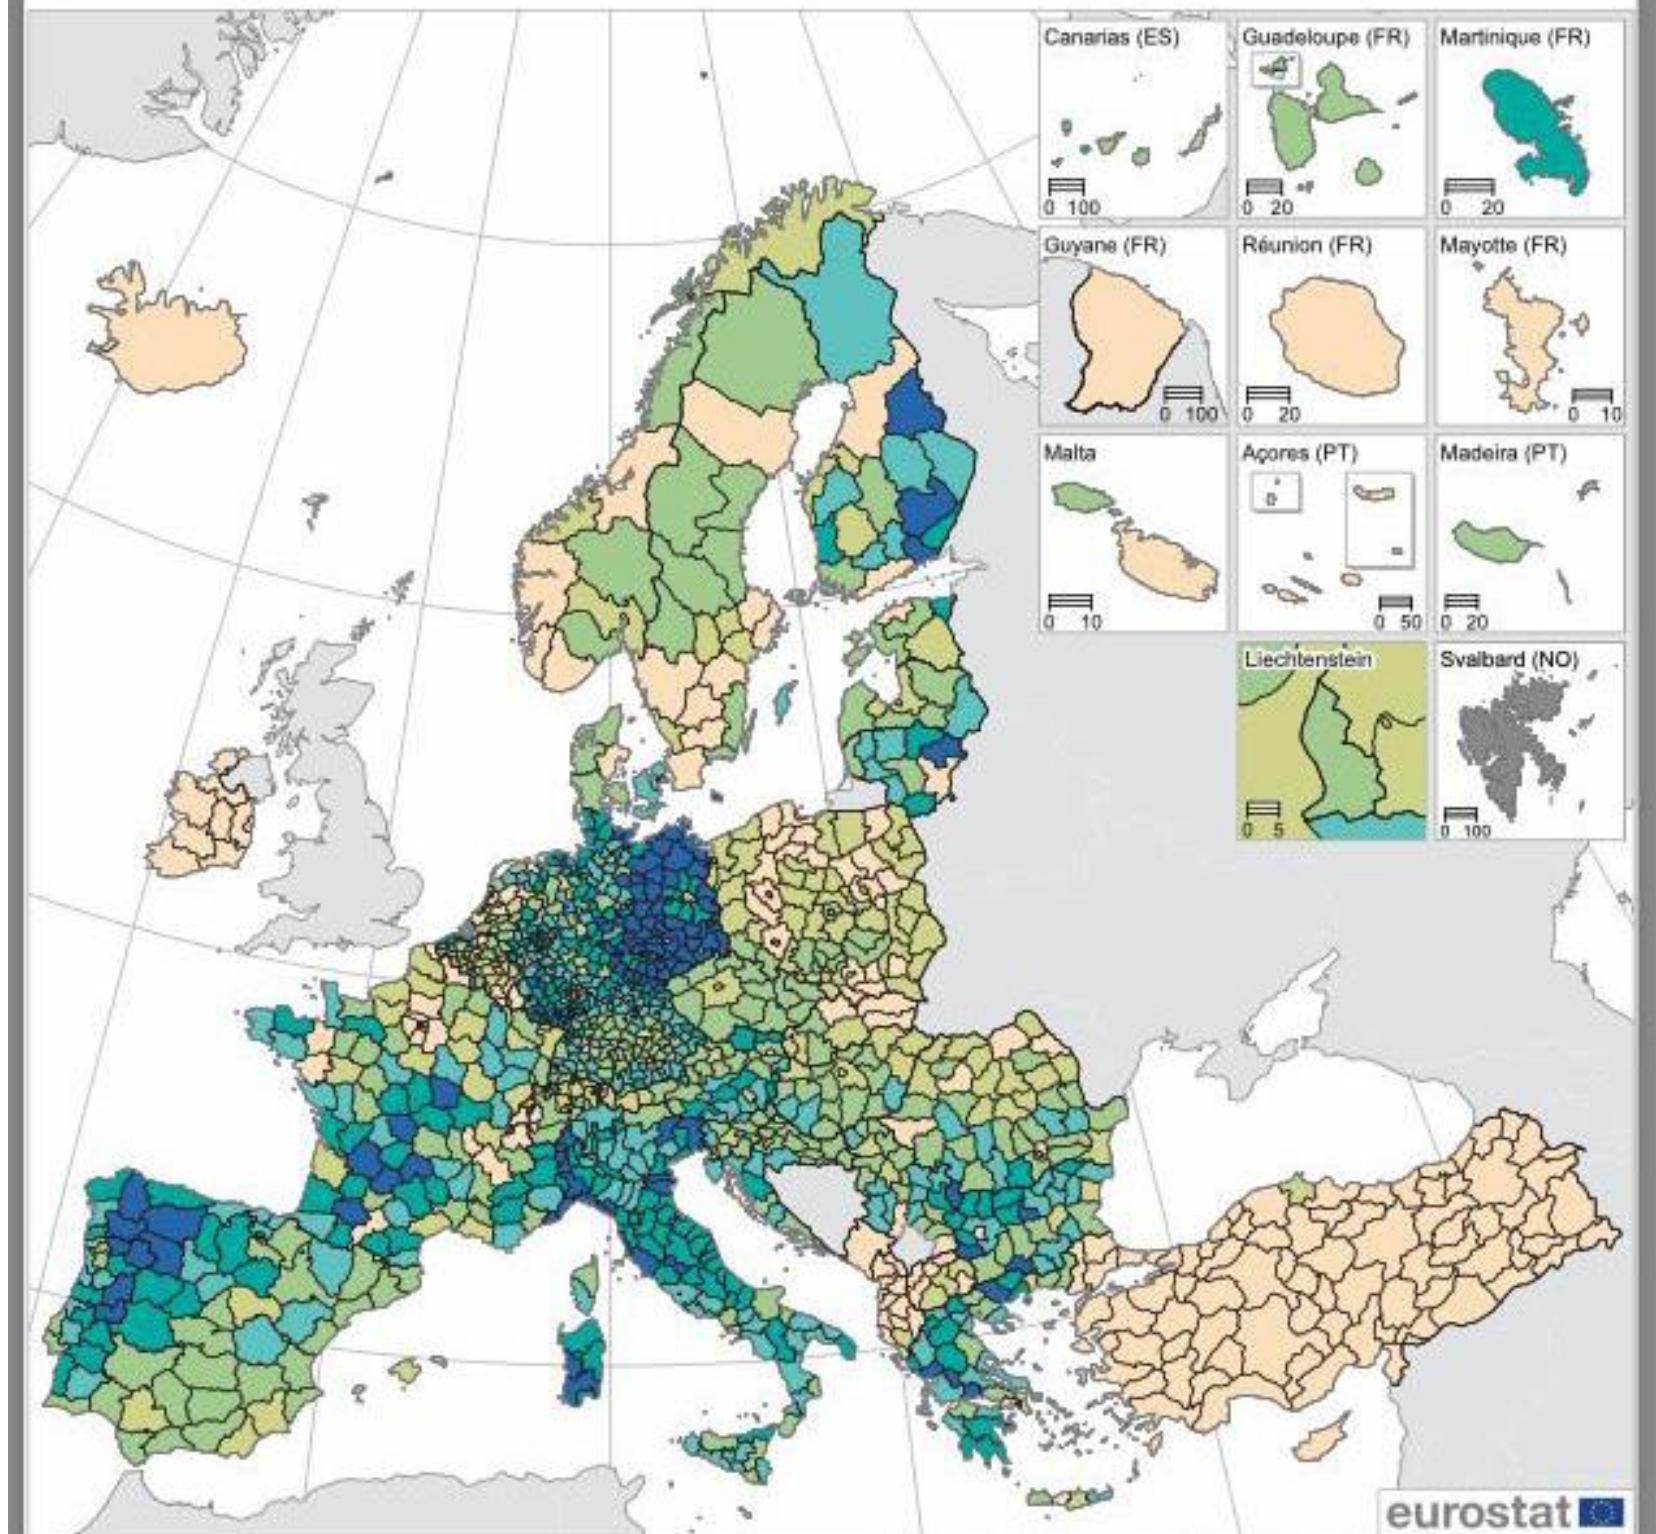 Canarias (ES)
0 100
Guadeloupe (FR)
0 20
Martinique (FR)
0 20
Guyane (FR)
0 100
Réunion (FR)
0 20
Mayotte (FR)
0 10
Malta
0 10
Açores (PT)
0 50
Madeira (PT)
0 20
Liechtenstein
0 5
Svalbard (NO)
0 100
eurostat